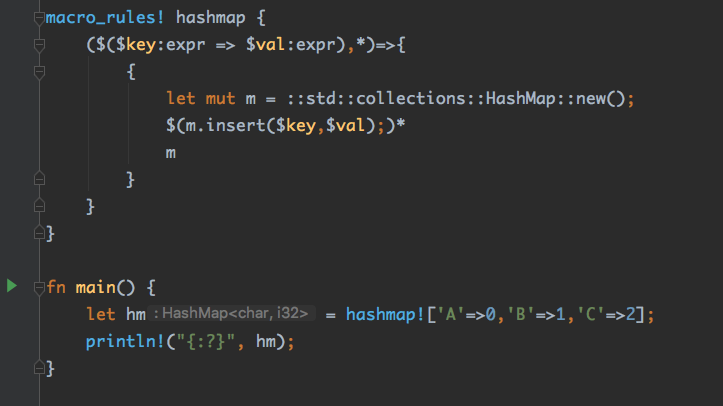 macro_rules! hashmap {
    ($($key:expr => $val:expr),*)=>{
        {
            let mut m = ::std::collections::HashMap::new();
            $(m.insert($key,$val);)*
            m
        }
    }
}
fn main() {
    let hm : HashMap<char, i32> = hashmap!['A'=>0,'B'=>1,'C'=>2];
    println!("{:?}", hm);
}